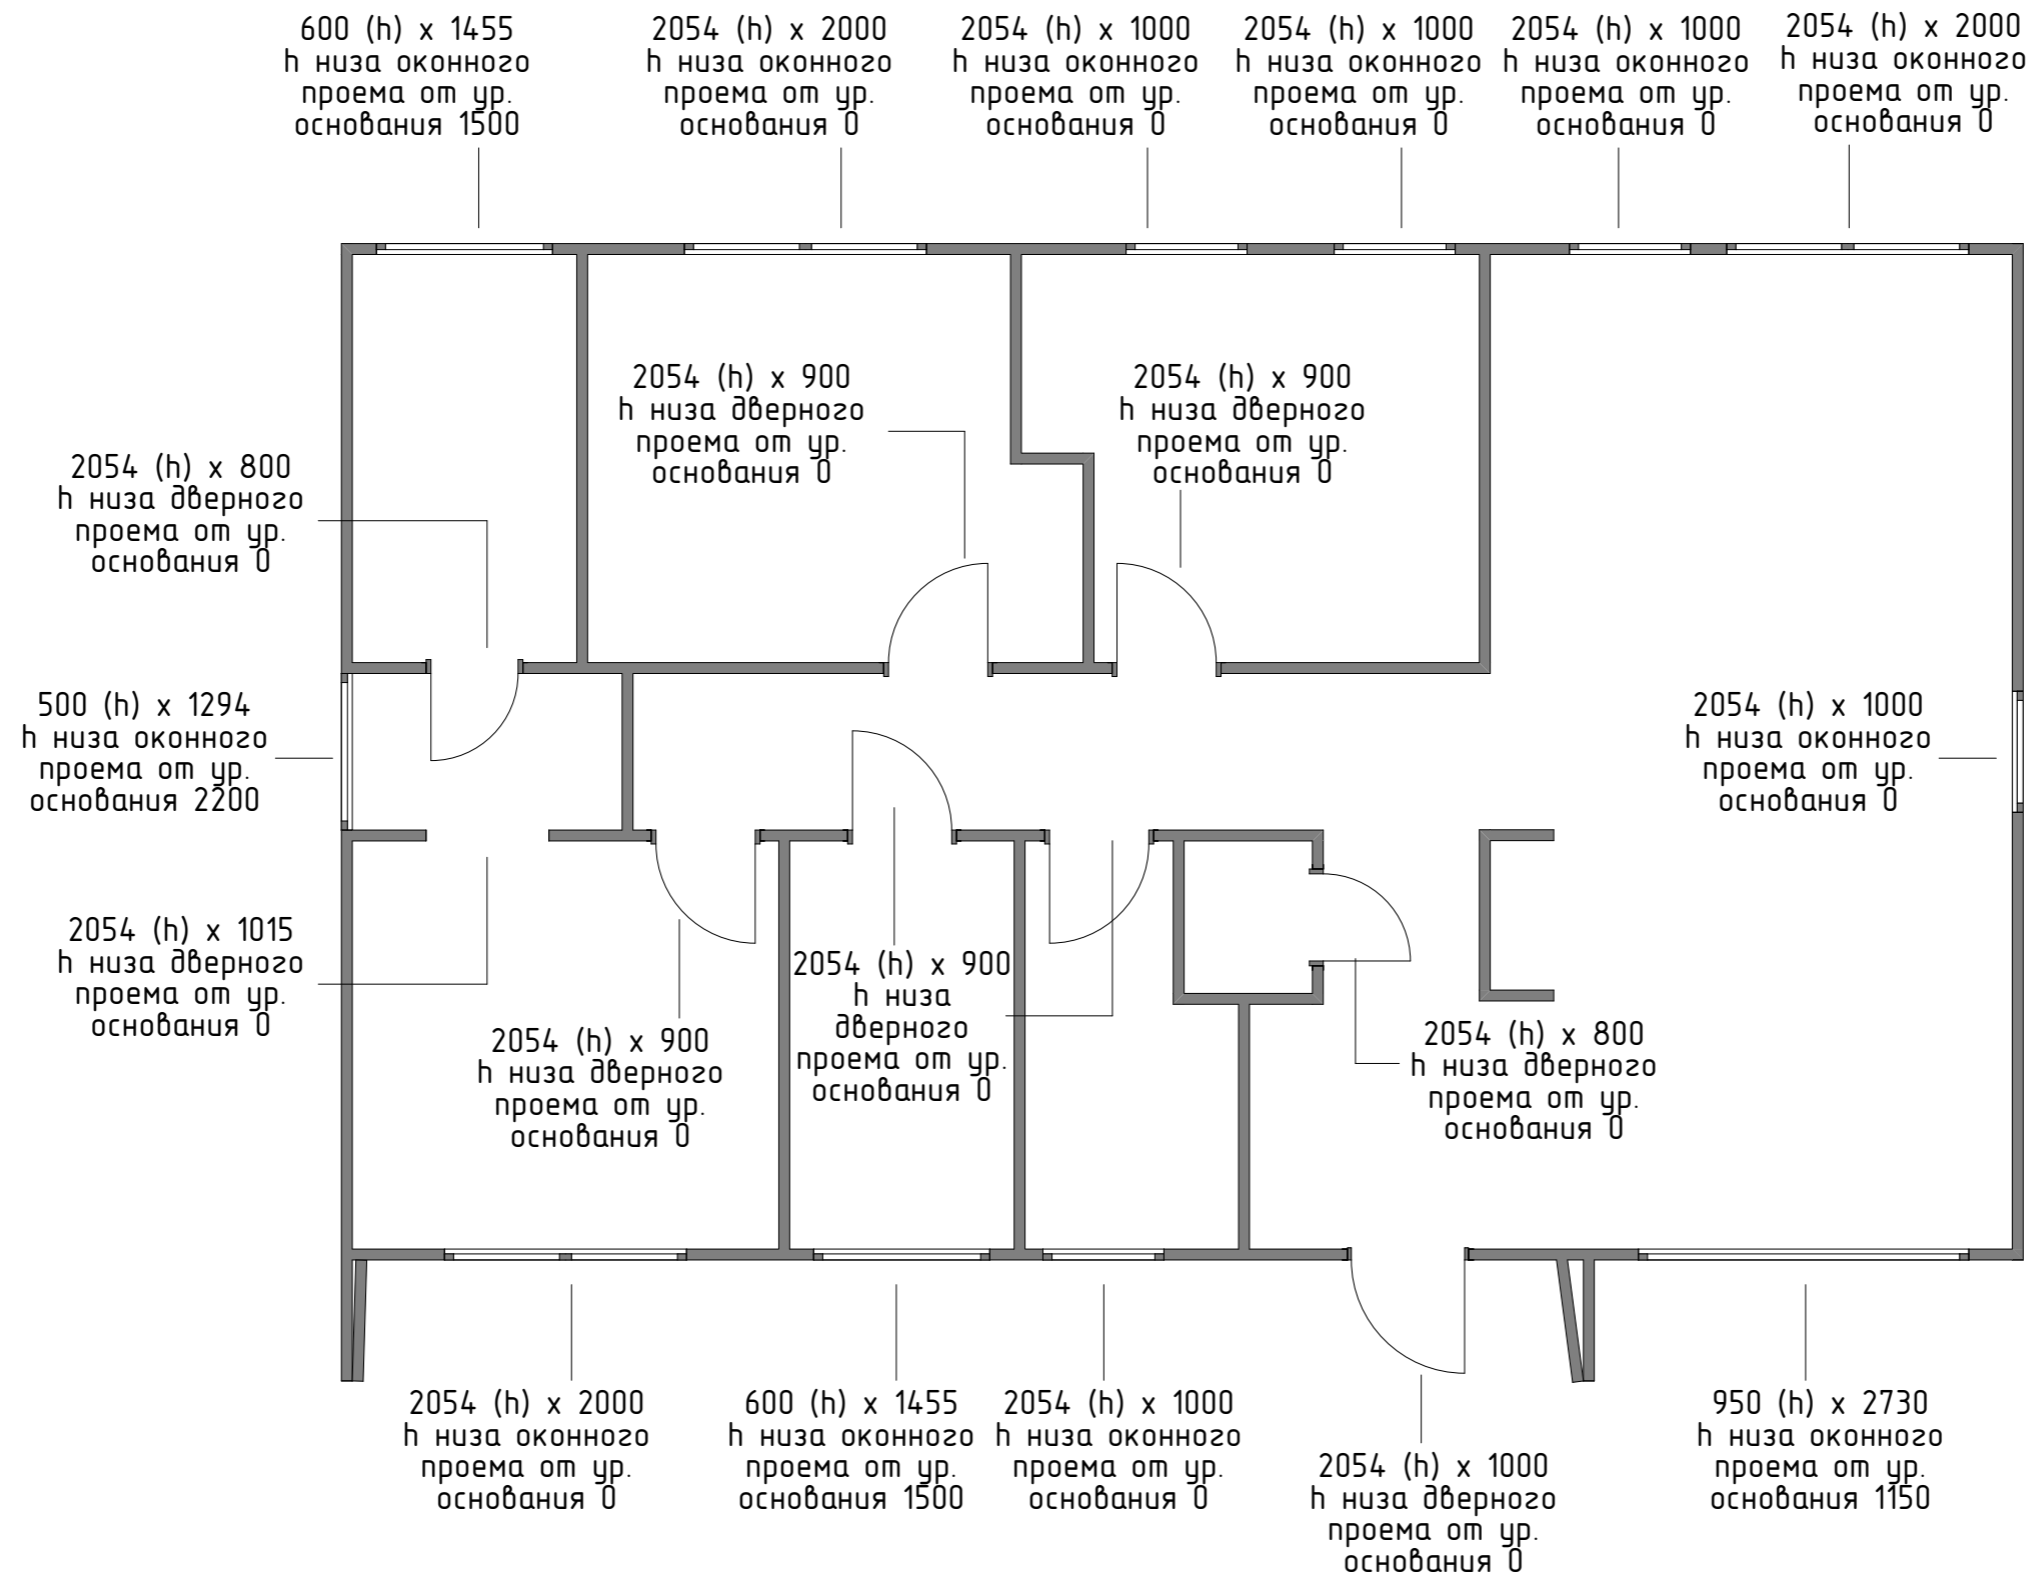 600 (h) x 1455
h низа оконного
проема от ур.
основания 1500
2054 (h) x 2000
h низа оконного
проема от ур.
основания 0
2054 (h) x 1000
h низа оконного
проема от ур.
основания 0
2054 (h) x 1000
h низа оконного
проема от ур.
основания 0
2054 (h) x 1000
h низа оконного
проема от ур.
основания 0
2054 (h) x 2000
h низа оконного
проема от ур.
основания 0
2054 (h) x 900
h низа дверного
проема от ур.
основания 0
2054 (h) x 900
h низа дверного
проема от ур.
основания 0
2054 (h) x 800
h низа дверного
проема от ур.
основания 0
500 (h) x 1294
h низа оконного
проема от ур.
основания 2200
2054 (h) x 1000
h низа оконного
проема от ур.
основания 0
2054 (h) x 1015
h низа дверного
проема от ур.
основания 0
2054 (h) x 900
h низа дверного
проема от ур.
основания 0
2054 (h) x 900
h низа
дверного
проема от ур.
основания 0
2054 (h) x 800
h низа дверного
проема от ур.
основания 0
2054 (h) x 2000
h низа оконного
проема от ур.
основания 0
600 (h) x 1455
h низа оконного
проема от ур.
основания 1500
2054 (h) x 1000
h низа оконного
проема от ур.
основания 0
2054 (h) x 1000
h низа дверного
проема от ур.
основания 0
950 (h) x 2730
h низа оконного
проема от ур.
основания 1150